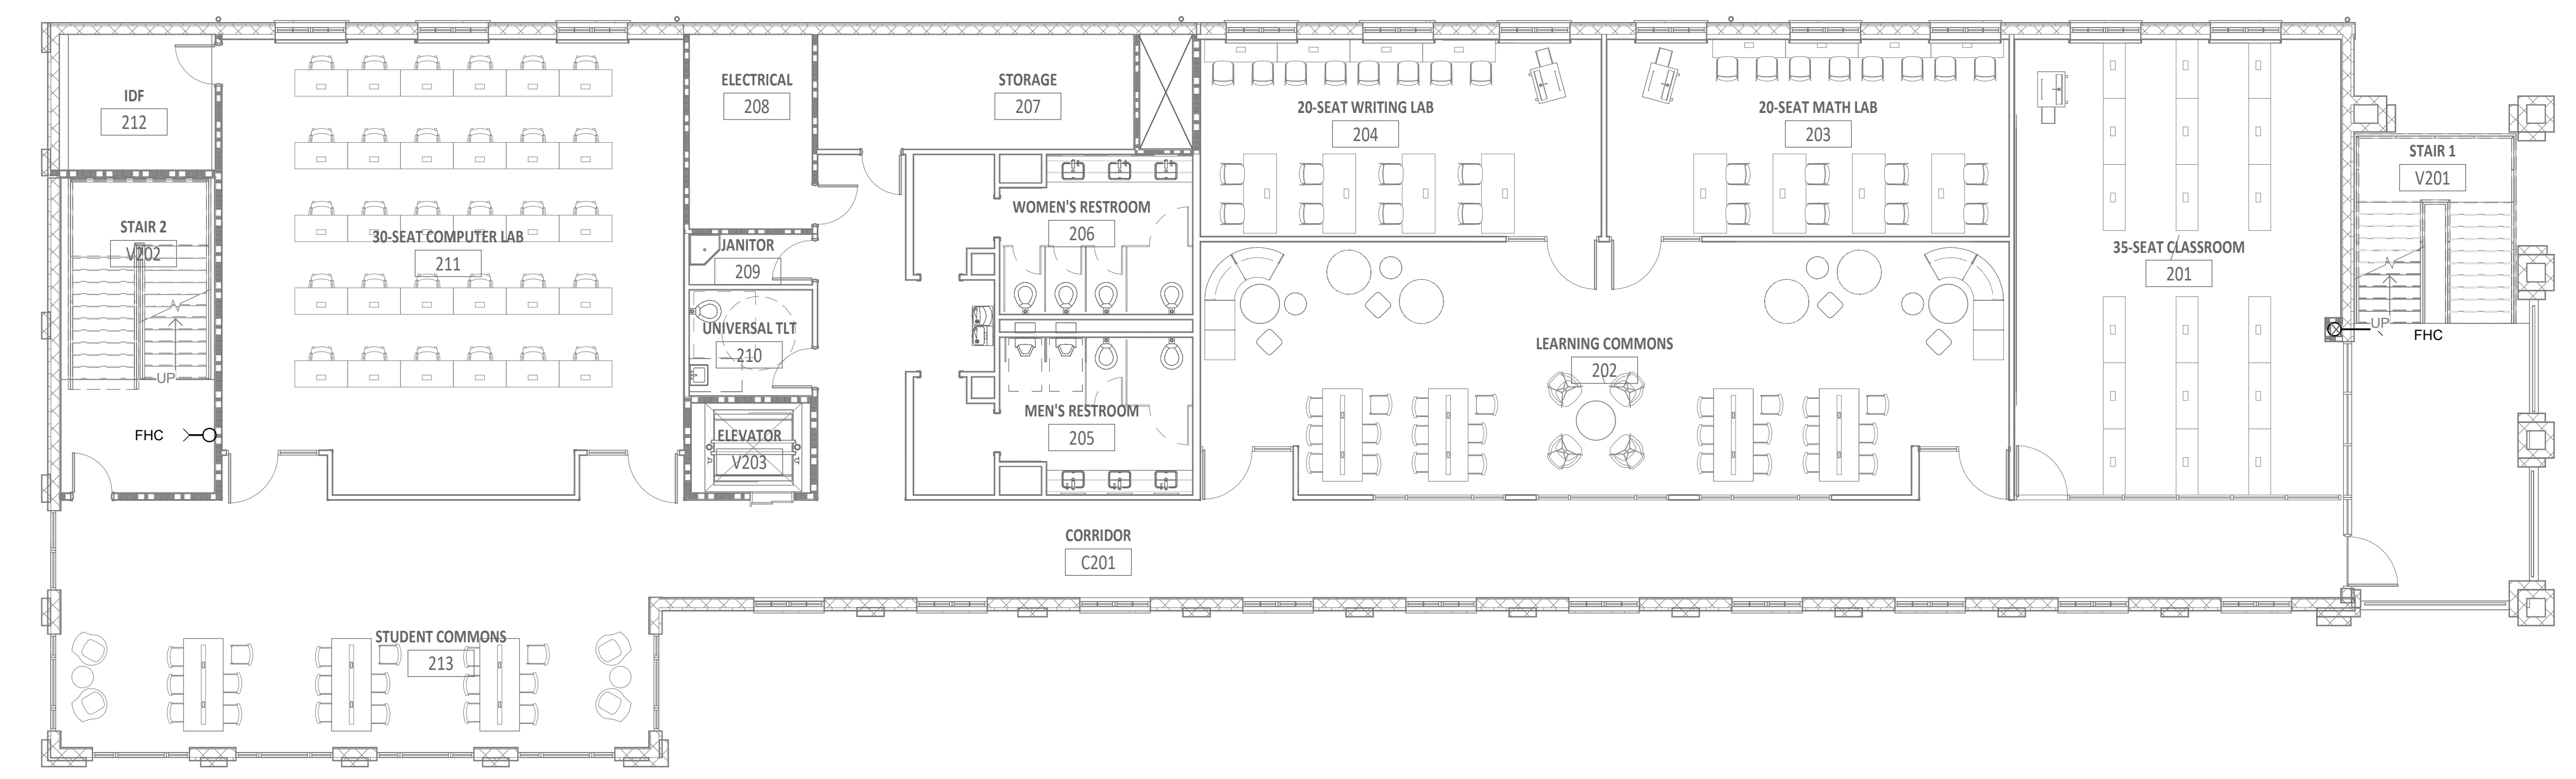 IDF
212
ELECTRICAL
208
STORAGE
207
20-SEAT WRITING LAB
204
20-SEAT MATH LAB
203
STAIR 1
V201
STAIR 2
V202
30-SEAT COMPUTER LAB
211
JANITOR
209
WOMEN'S RESTROOM
206
35-SEAT CLASSROOM
201
UNIVERSAL TLT
210
LEARNING COMMONS
202
UP
FHC
UP
FHC
ELEVATOR
V203
MEN'S RESTROOM
205
CORRIDOR
C201
STUDENT COMMONS
213